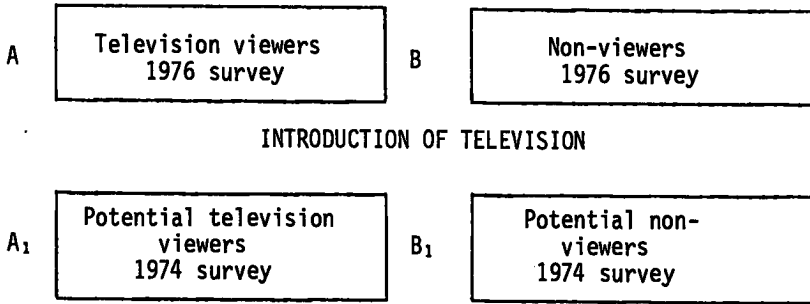 A Television viewers B Non-viewers
1976 survey 1976 survey
INTRODUCTION OF TELEVISION
A₁ Potential television B₁ Potential non-
viewers viewers
1974 survey 1974 survey